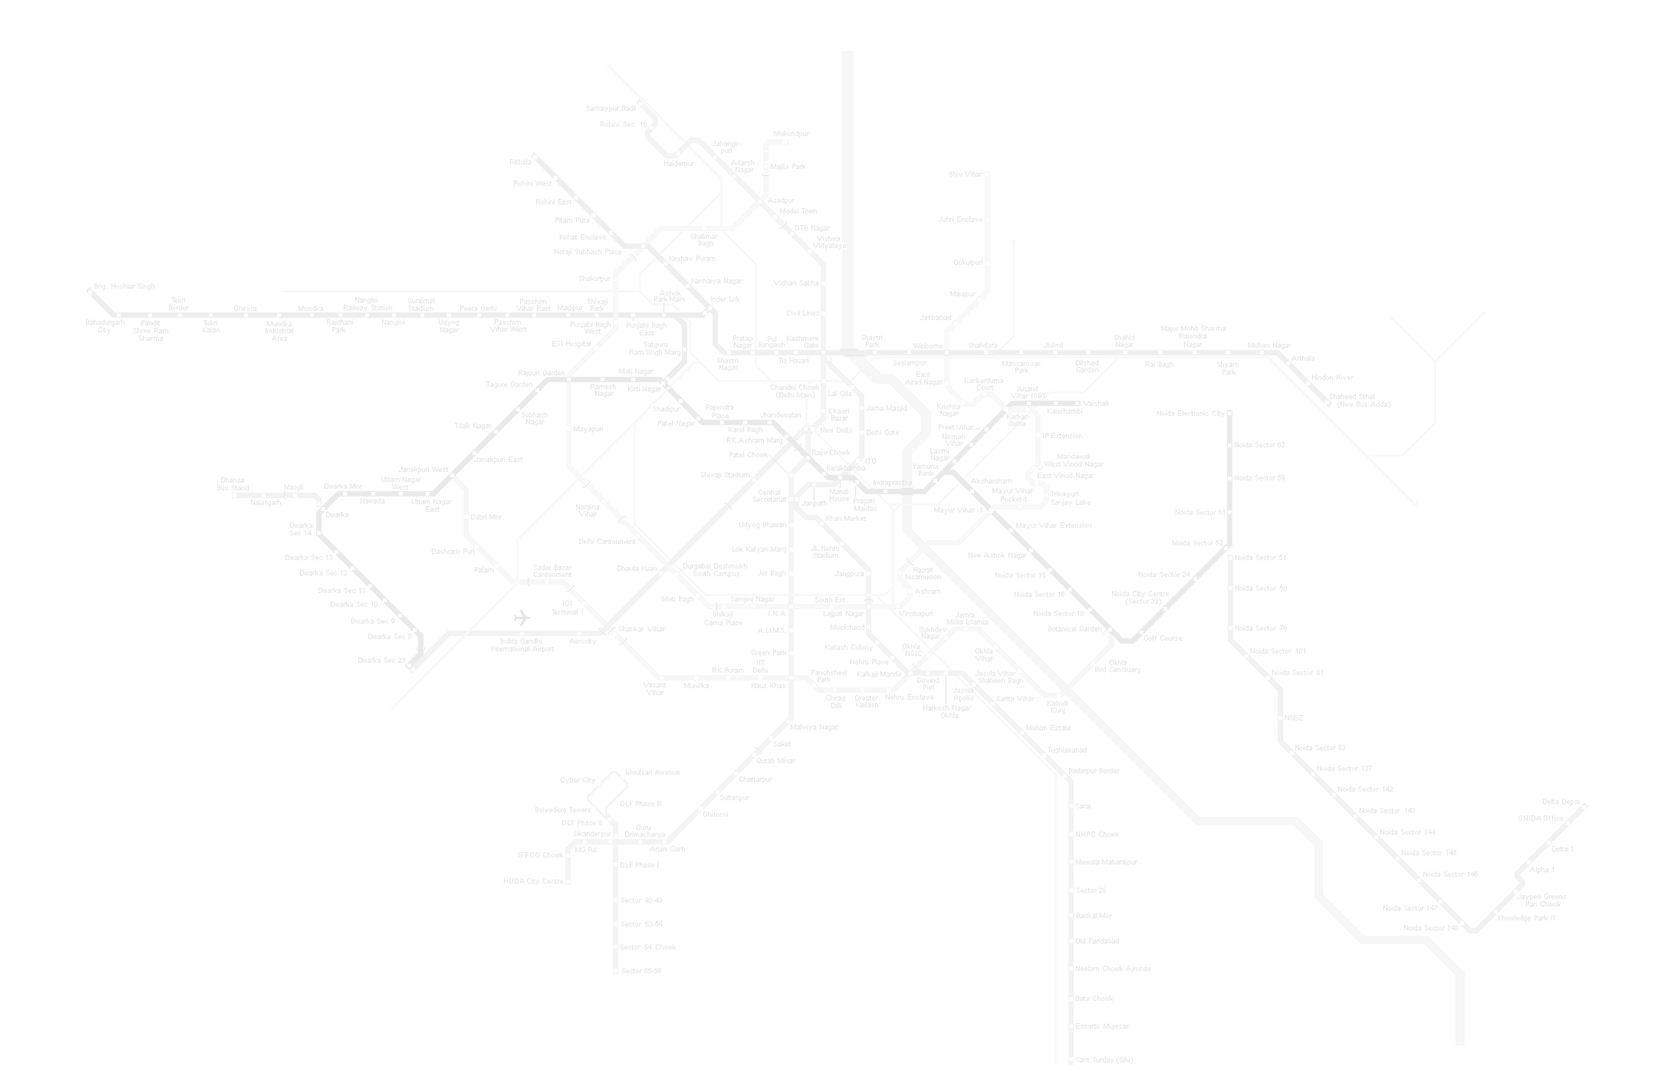 Samaypur Badli
Rohini Sec. 18
Haiderpur
Jahangir-
puri
Adarsh
Nagar
Mukundpur
Majlis Park
Azadpur
Model Town
GTB Nagar
Vishwa
Vidyalaya
Vidhan Sabha
Civil Lines
Rithala
Rohini West
Rohini East
Pitam Pura
Kohat Enclave
Netaji Subhash Place
Shalimar
Bagh
Shakurpur
Keshav Puram
Kanhaiya Nagar
Inder Lok
Ashok
Park Main
Shiv Vihar
Johri Enclave
Gokulpuri
Maujpur
Jaffrabad
Brig. Hoshiar Singh
Bahadurgarh
City
Pandit
Shree Ram
Sharma
Tekri
Border
Tikri
Kalan
Ghevra
Mundka
Industrial
Area
Mundka
Rajdhani
Park
Nangloi
Railway Station
Nangloi
Surajmal
Stadium
Udyog
Nagar
Peera Garhi
Paschim
Vihar West
Paschim
Vihar East
Madipur
Shivaji
Park
Punjabi Bagh
West
Punjabi Bagh
East
ESI Hospital
Satguru
Ram Singh Marg
Shastri
Nagar
Pratap
Nagar
Pul
Bangash
Tis Hazari
Kashmere
Gate
Shastri
Park
Seelampur
Welcome
East
Azad Nagar
Shahdara
Mansarovar
Park
Jhilmil
Dilshad
Garden
Shahid
Nagar
Raj Bagh
Major Mohit Sharma
Rajendra
Nagar
Shyam
Park
Mohan Nagar
Arthala
Hindon River
Shaheed Sthal
(New Bus Adda)
Rajouri Garden
Tagore Garden
Subhash
Nagar
Tilak Nagar
Janakpuri East
Janakpuri West
Ramesh
Nagar
Moti Nagar
Kirti Nagar
Mayapuri
Shadipur
Patel Nagar
Rajendra
Place
Karol Bagh
Jhandewalan
RK Ashram Marg
Patel Chowk
Shivaji Stadium
Chandni Chowk
(Delhi Main)
Chawri
Bazar
New Delhi
Rajiv Chowk
Barakhamba
Lal Qila
Jama Masjid
Delhi Gate
ITO
Mandi
House
Pragati
Maidan
Indraprastha
Yamuna
Bank
Laxmi
Nagar
Nirman
Vihar
Preet Vihar
Krishna
Nagar
Karkarduma
Court
Karkar-
duma
Anand
Vihar ISBT
Kaushambi
Vaishali
IP Extension
Mandawali
West Vinod Nagar
East Vinod Nagar
Trilokpuri
Sanjay Lake
Mayur Vihar
Pocket-1
Akshardham
Mayur Vihar -1
Mayur Vihar Extension
New Ashok Nagar
Noida Sector 15
Noida Sector 16
Noida Sector 18
Botanical Garden
Golf Course
Noida City Centre
(Sector 32)
Noida Sector 34
Noida Sector 52
Noida Sector 61
Noida Sector 59
Noida Sector 62
Noida Electronic City
Noida Sector 51
Noida Sector 50
Noida Sector 76
Noida Sector 101
Noida Sector 81
NSEZ
Noida Sector 83
Noida Sector 137
Noida Sector 142
Noida Sector 143
Noida Sector 144
Noida Sector 145
Noida Sector 146
Noida Sector 147
Noida Sector 148
Knowledge Park II
Jaypee Greens
Pari Chowk
Alpha 1
Delta 1
GNIDA Office
Delta Depot
Dhansa
Bus Stand
Najafgarh
Nangli
Dwarka
Dwarka Mor
Nawada
Uttam Nagar
West
Uttam Nagar
East
Dwarka
Sec 14
Dwarka Sec 13
Dwarka Sec 12
Dwarka Sec 11
Dwarka Sec 10
Dwarka Sec 9
Dwarka Sec 8
Dwarka Sec 21
Dabri Mor
Dashrath Puri
Palam
Sadar Bazar
Cantonment
IGI
Terminal 1
Indira Gandhi
International Airport
Aerocity
Shankar Vihar
Vasant
Vihar
Munirka
RK Puram
IIT
Delhi
Hauz Khas
Naraina
Vihar
Delhi Cantonment
Dhaula Kuan
Durgabai Deshmukh
South Campus
Moti Bagh
Bhikaji
Cama Place
Sarojini Nagar
I.N.A.
South Ext.
Lajpat Nagar
Vinobapuri
Ashram
Hazrat
Nizamuddin
Central
Secretariat
Janpath
Khan Market
Udyog Bhawan
Lok Kalyan Marg
Jor Bagh
JL Nehru
Stadium
Jangpura
A.I.I.M.S.
Green Park
Moolchand
Kailash Colony
Nehru Place
Kalkaji Mandir
Panchsheel
Park
Chirag
Dilli
Greater
Kailash
Nehru Enclave
Okhla
NSIC
Sukhdev
Nagar
Jamia
Millia Islamia
Okhla
Vihar
Jasola Vihar
Shaheen Bagh
Kalindi
Kunj
Okhla
Bird Sanctuary
Govind
Puri
Harkesh Nagar
Okhla
Jasola
Apollo
Sarita Vihar
Mohan Estate
Tughlakabad
Badarpur Border
Sarai
NHPC Chowk
Mewala Maharajpur
Sector 28
Badkal Mor
Old Faridabad
Neelam Chowk Ajronda
Bata Chowk
Escorts Mujesar
Sant Surdas (Sihi)
Malviya Nagar
Saket
Qutab Minar
Chattarpur
Sultanpur
Ghitorni
Arjan Garh
Guru
Dronacharya
Sikanderpur
MG Rd
IFFCO Chowk
HUDA City Centre
Cyber City
Moulsari Avenue
Belvedere Towers
DLF Phase III
DLF Phase II
DLF Phase I
Sector 42-43
Sector 53-54
Sector 54 Chowk
Sector 55-56